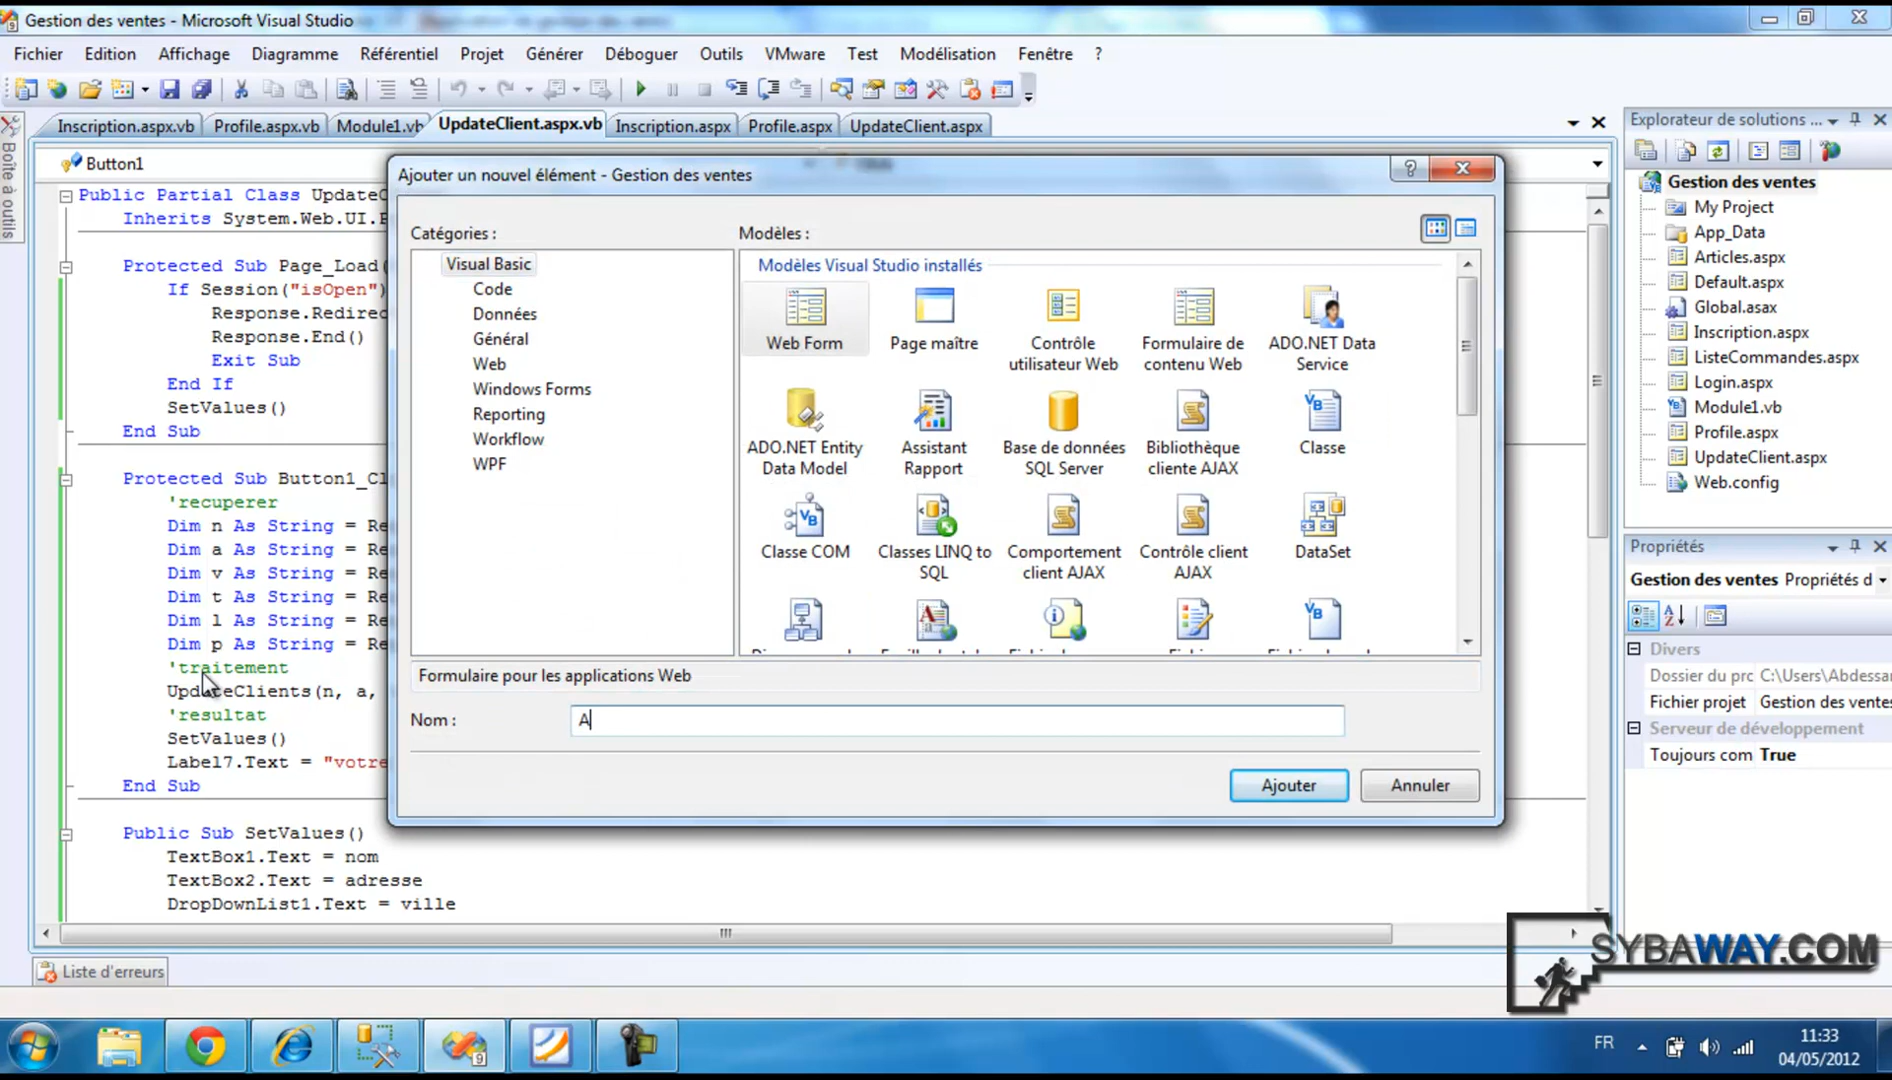 Gestion des ventes - Microsoft Visual Studio
Fichier Edition Affichage Diagramme Référentiel Projet Générer Déboguer Outils VMware Test Modélisation Fenêtre ?
Inscription.aspx.vb Profile.aspx.vb Module1.vb UpdateClient.aspx.vb Inscription.aspx Profile.aspx UpdateClient.aspx
Boîte à outils
Button1
Public Partial Class UpdateC
Inherits System.Web.UI.
Protected Sub Page_Load(
If Session("isOpen")
Response.Redirec
Response.End()
Exit Sub
End If
SetValues()
End Sub
Protected Sub Button1_Cl
'recuperer
Dim n As String = Re
Dim a As String = Re
Dim v As String = Re
Dim t As String = Re
Dim l As String = Re
Dim p As String = Re
'traitement
UpdateClients(n, a,
'resultat
SetValues()
Label7.Text = "votre
End Sub
Public Sub SetValues()
TextBox1.Text = nom
TextBox2.Text = adresse
DropDownList1.Text = ville
Liste d'erreurs
Ajouter un nouvel élément - Gestion des ventes
Catégories :
Visual Basic
Code
Données
Général
Web
Windows Forms
Reporting
Workflow
WPF
Modèles :
Modèles Visual Studio installés
Web Form
Page maître
Contrôle
utilisateur Web
Formulaire de
contenu Web
ADO.NET Data
Service
ADO.NET Entity
Data Model
Assistant
Rapport
Base de données
SQL Server
Bibliothèque
cliente AJAX
Classe
Classe COM
Classes LINQ to
SQL
Comportement
client AJAX
Contrôle client
AJAX
DataSet
Formulaire pour les applications Web
Nom :
A
Ajouter
Annuler
Explorateur de solutions ...
Gestion des ventes
My Project
App_Data
Articles.aspx
Default.aspx
Global.asax
Inscription.aspx
ListeCommandes.aspx
Login.aspx
Module1.vb
Profile.aspx
UpdateClient.aspx
Web.config
Propriétés
Gestion des ventes Propriétés d
Divers
Dossier du prc C:\Users\Abdessa
Fichier projet Gestion des ventes
Serveur de développement
Toujours com True
SYBAWAY.COM
FR
11:33
04/05/2012